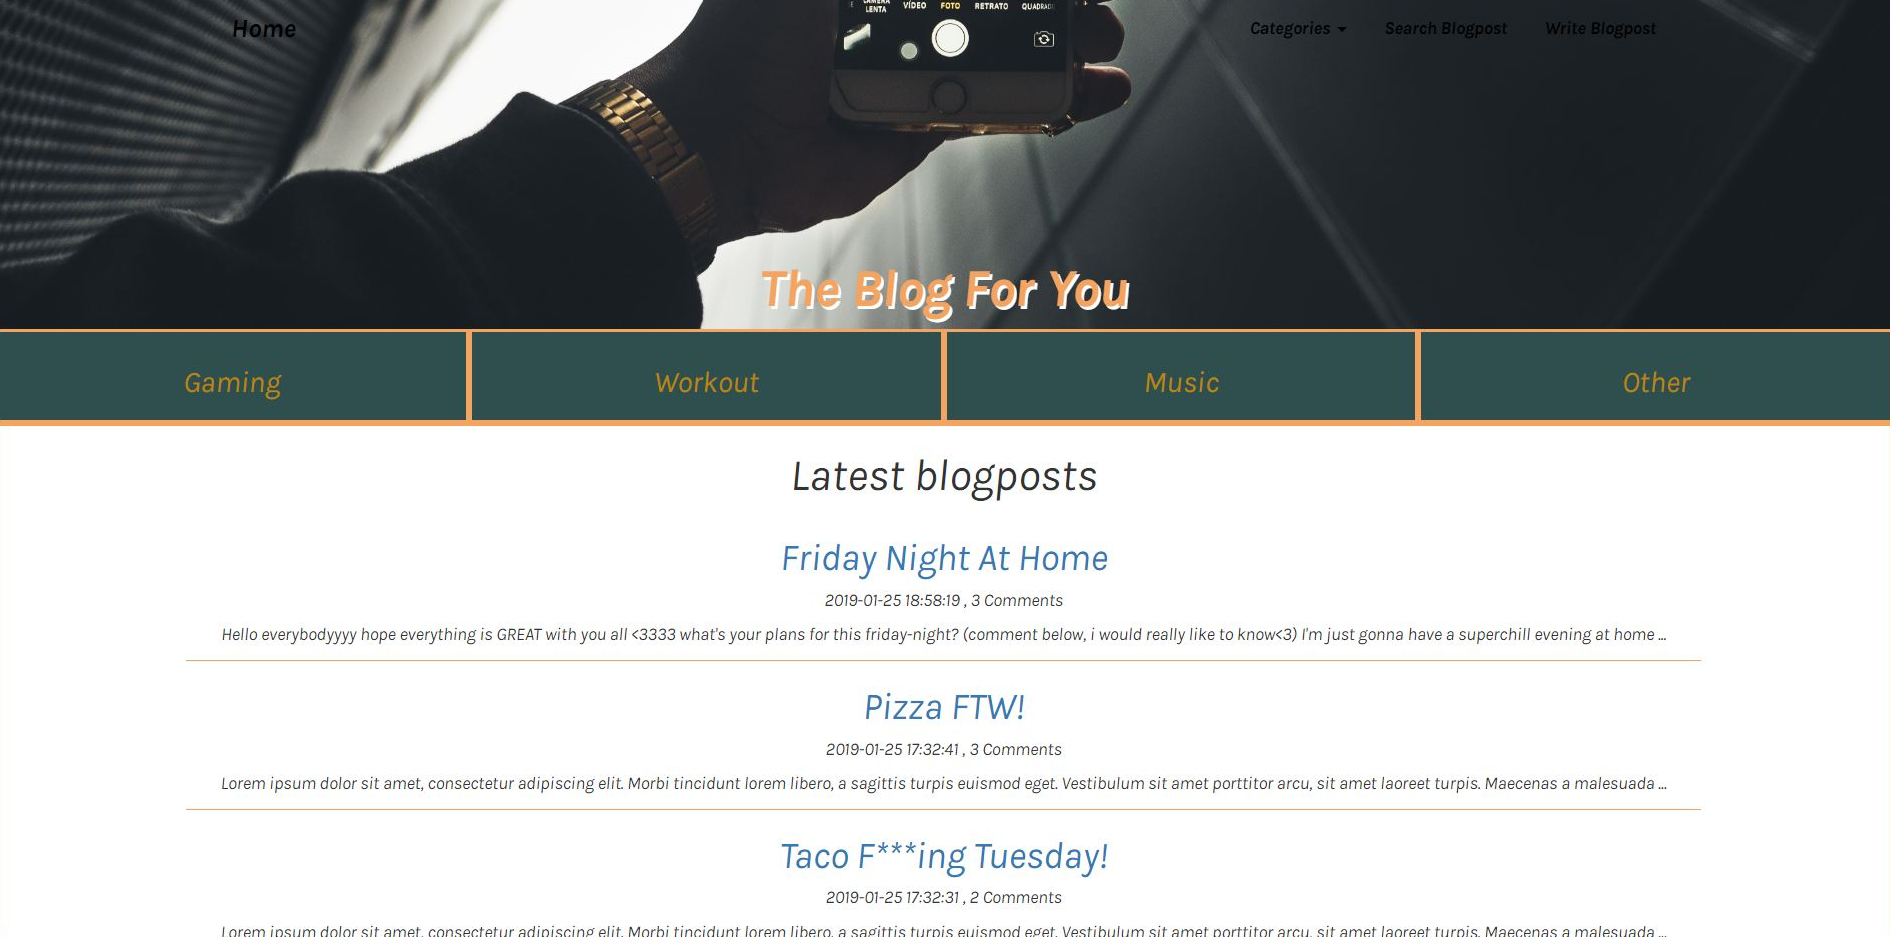 CÂMERA LENTA VÍDEO FOTO RETRATO
Home Categories Search Blogpost Write Blogpost
The Blog For You
Gaming Workout Music Other
Latest blogposts
Friday Night At Home
2019-01-25 18:58:19 , 3 Comments
Hello everybodyyyy hope everything is GREAT with you all <3333 what's your plans for this friday-night? (comment below, i would really like to know<3) I'm just gonna have a superchill evening at home ...
Pizza FTW!
2019-01-25 17:32:41 , 3 Comments
Lorem ipsum dolor sit amet, consectetur adipiscing elit. Morbi tincidunt lorem libero, a sagittis turpis euismod eget. Vestibulum sit amet porttitor arcu, sit amet laoreet turpis. Maecenas a malesuada ...
Taco F***ing Tuesday!
2019-01-25 17:32:31 , 2 Comments
Lorem ipsum dolor sit amet, consectetur adipiscing elit. Morbi tincidunt lorem libero, a sagittis turpis euismod eget. Vestibulum sit amet porttitor arcu, sit amet laoreet turpis. Maecenas a malesuada ...